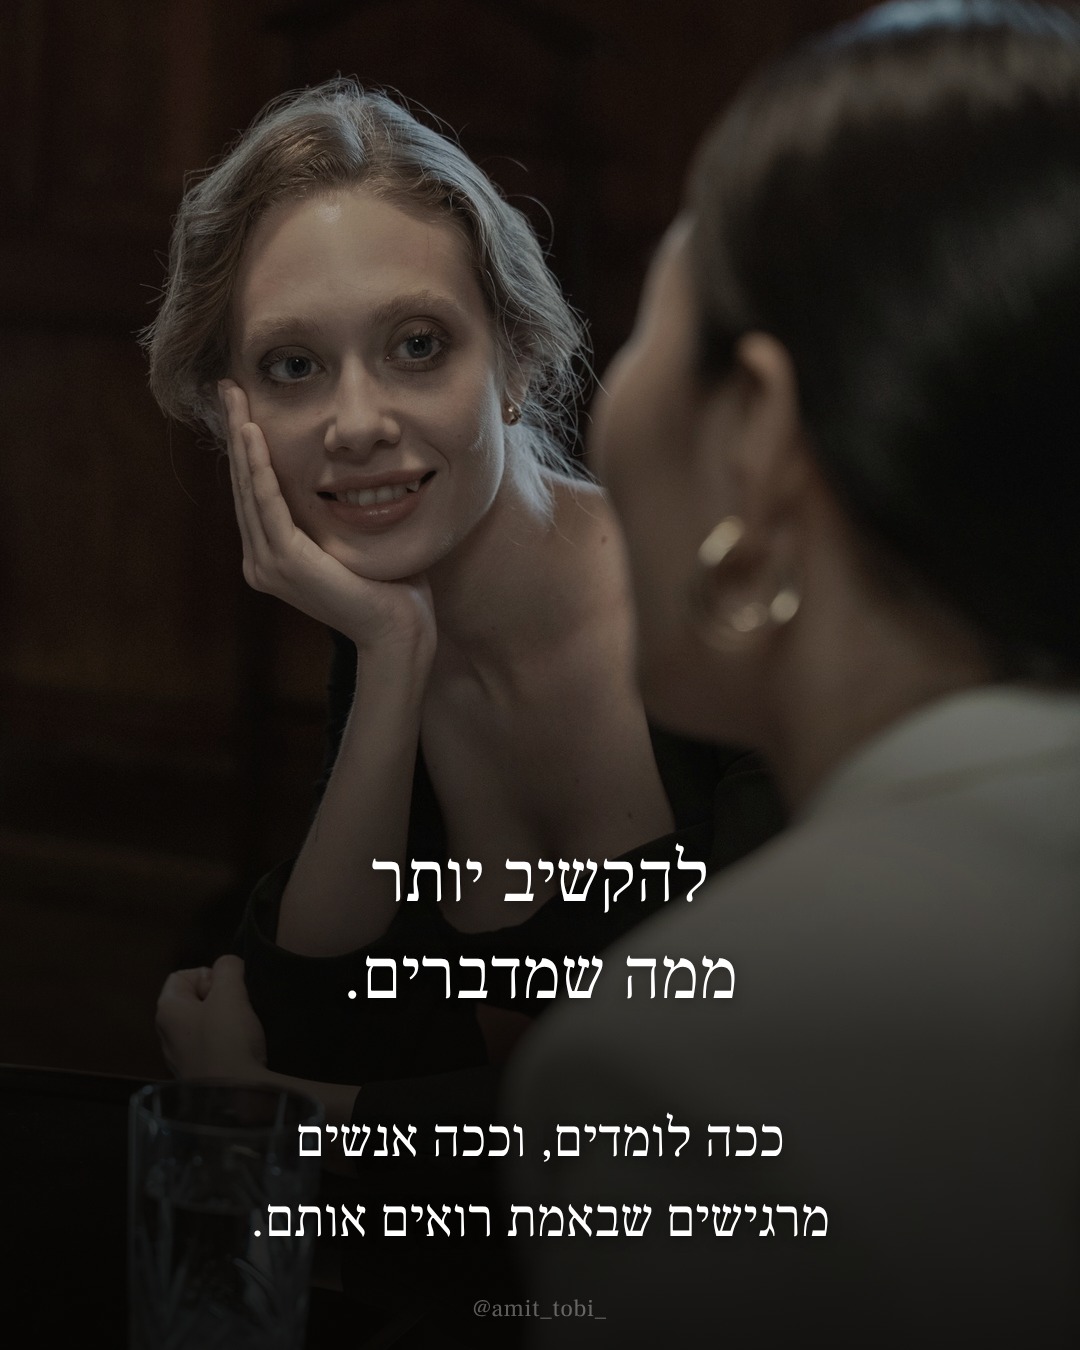 להקשיב יותר
ממה שמדברים.
ככה לומדים, וככה אנשים
מרגישים שבאמת רואים אותם.
@amit_tobi_